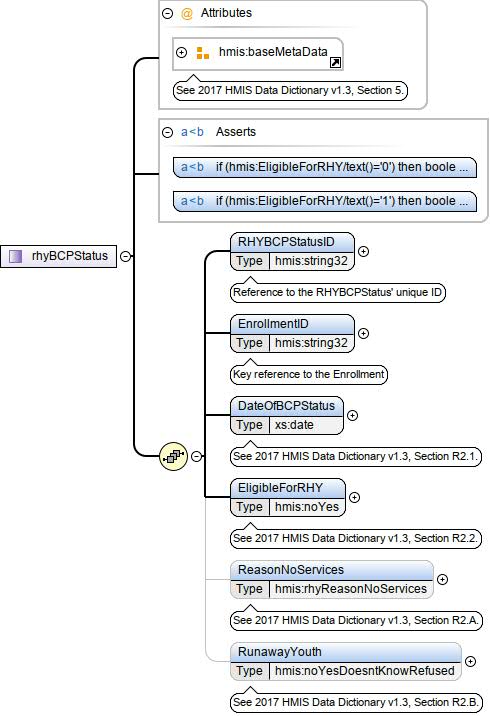 @ Attributes
hmis:baseMetaData
See 2017 HMIS Data Dictionary v1.3, Section 5.
a<b Asserts
a<b if (hmis:EligibleForRHY/text()='0') then boole ...
a<b if (hmis:EligibleForRHY/text()='1') then boole ...
rhyBCPStatus
RHYBCPStatusID
Type hmis:string32
Reference to the RHYBCPStatus' unique ID
EnrollmentID
Type hmis:string32
Key reference to the Enrollment
DateOfBCPStatus
Type xs:date
See 2017 HMIS Data Dictionary v1.3, Section R2.1.
EligibleForRHY
Type hmis:noYes
See 2017 HMIS Data Dictionary v1.3, Section R2.2.
ReasonNoServices
Type hmis:rhyReasonNoServices
See 2017 HMIS Data Dictionary v1.3, Section R2.A.
RunawayYouth
Type hmis:noYesDoesntKnowRefused
See 2017 HMIS Data Dictionary v1.3, Section R2.B.